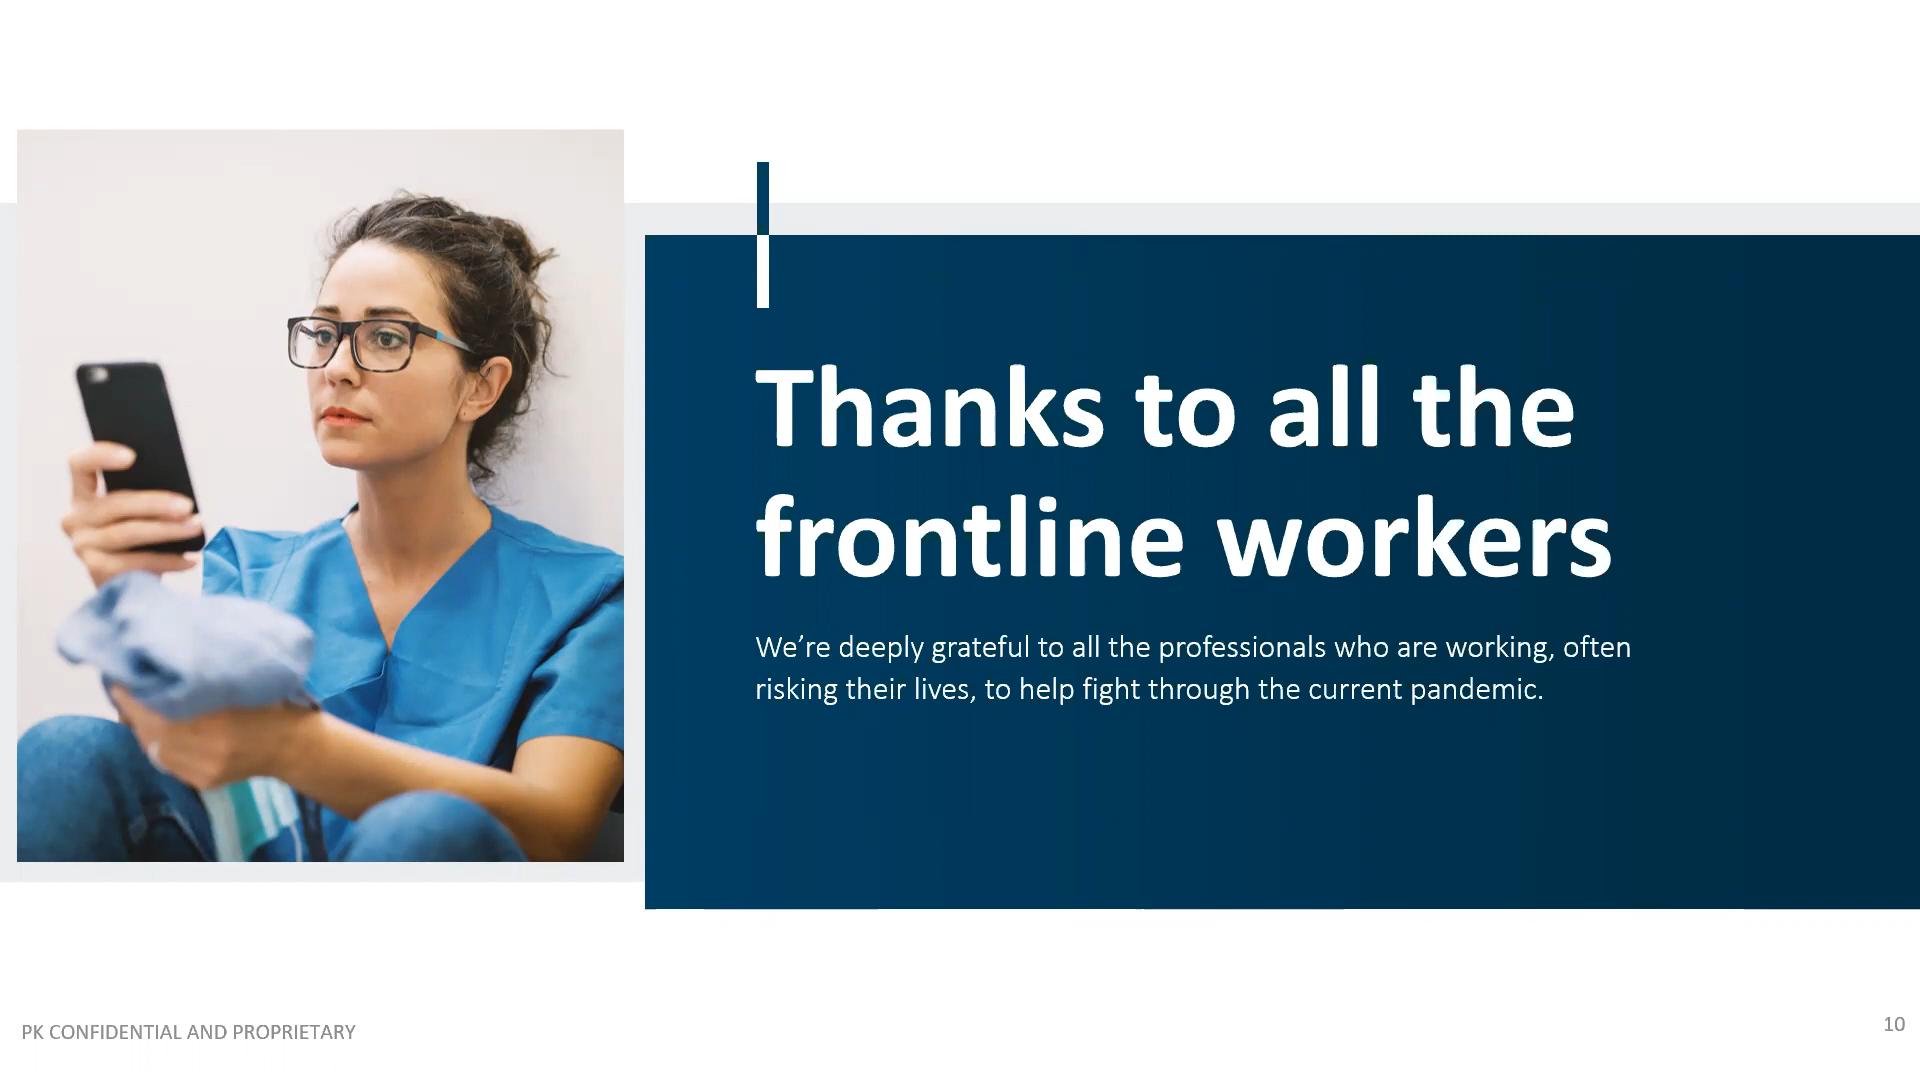 Thanks to all the
frontline workers
We’re deeply grateful to all the professionals who are working, often
risking their lives, to help fight through the current pandemic.
PK CONFIDENTIAL AND PROPRIETARY
10